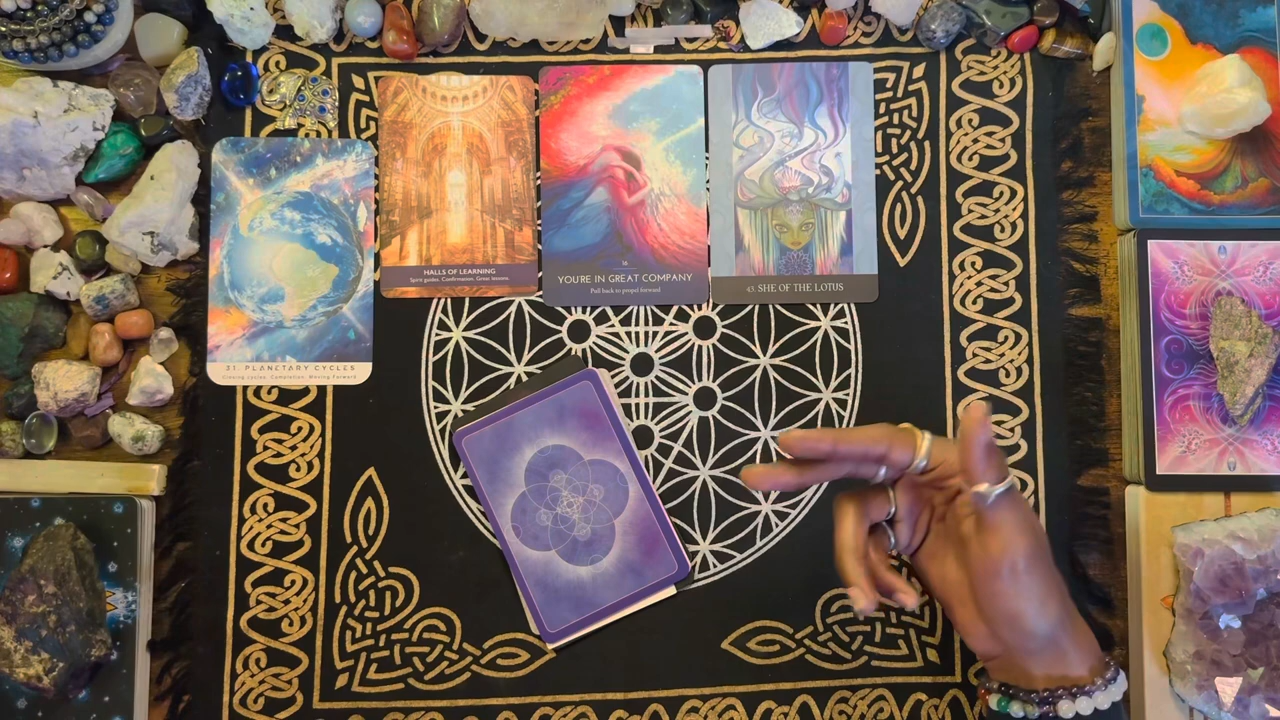 31. PLANETARY CYCLES
Closing cycles. Completion. Moving Forward
HALLS OF LEARNING
Spirit guides. Confirmation. Great lessons.
16
YOU'RE IN GREAT COMPANY
Pull back to propel forward
43. SHE OF THE LOTUS